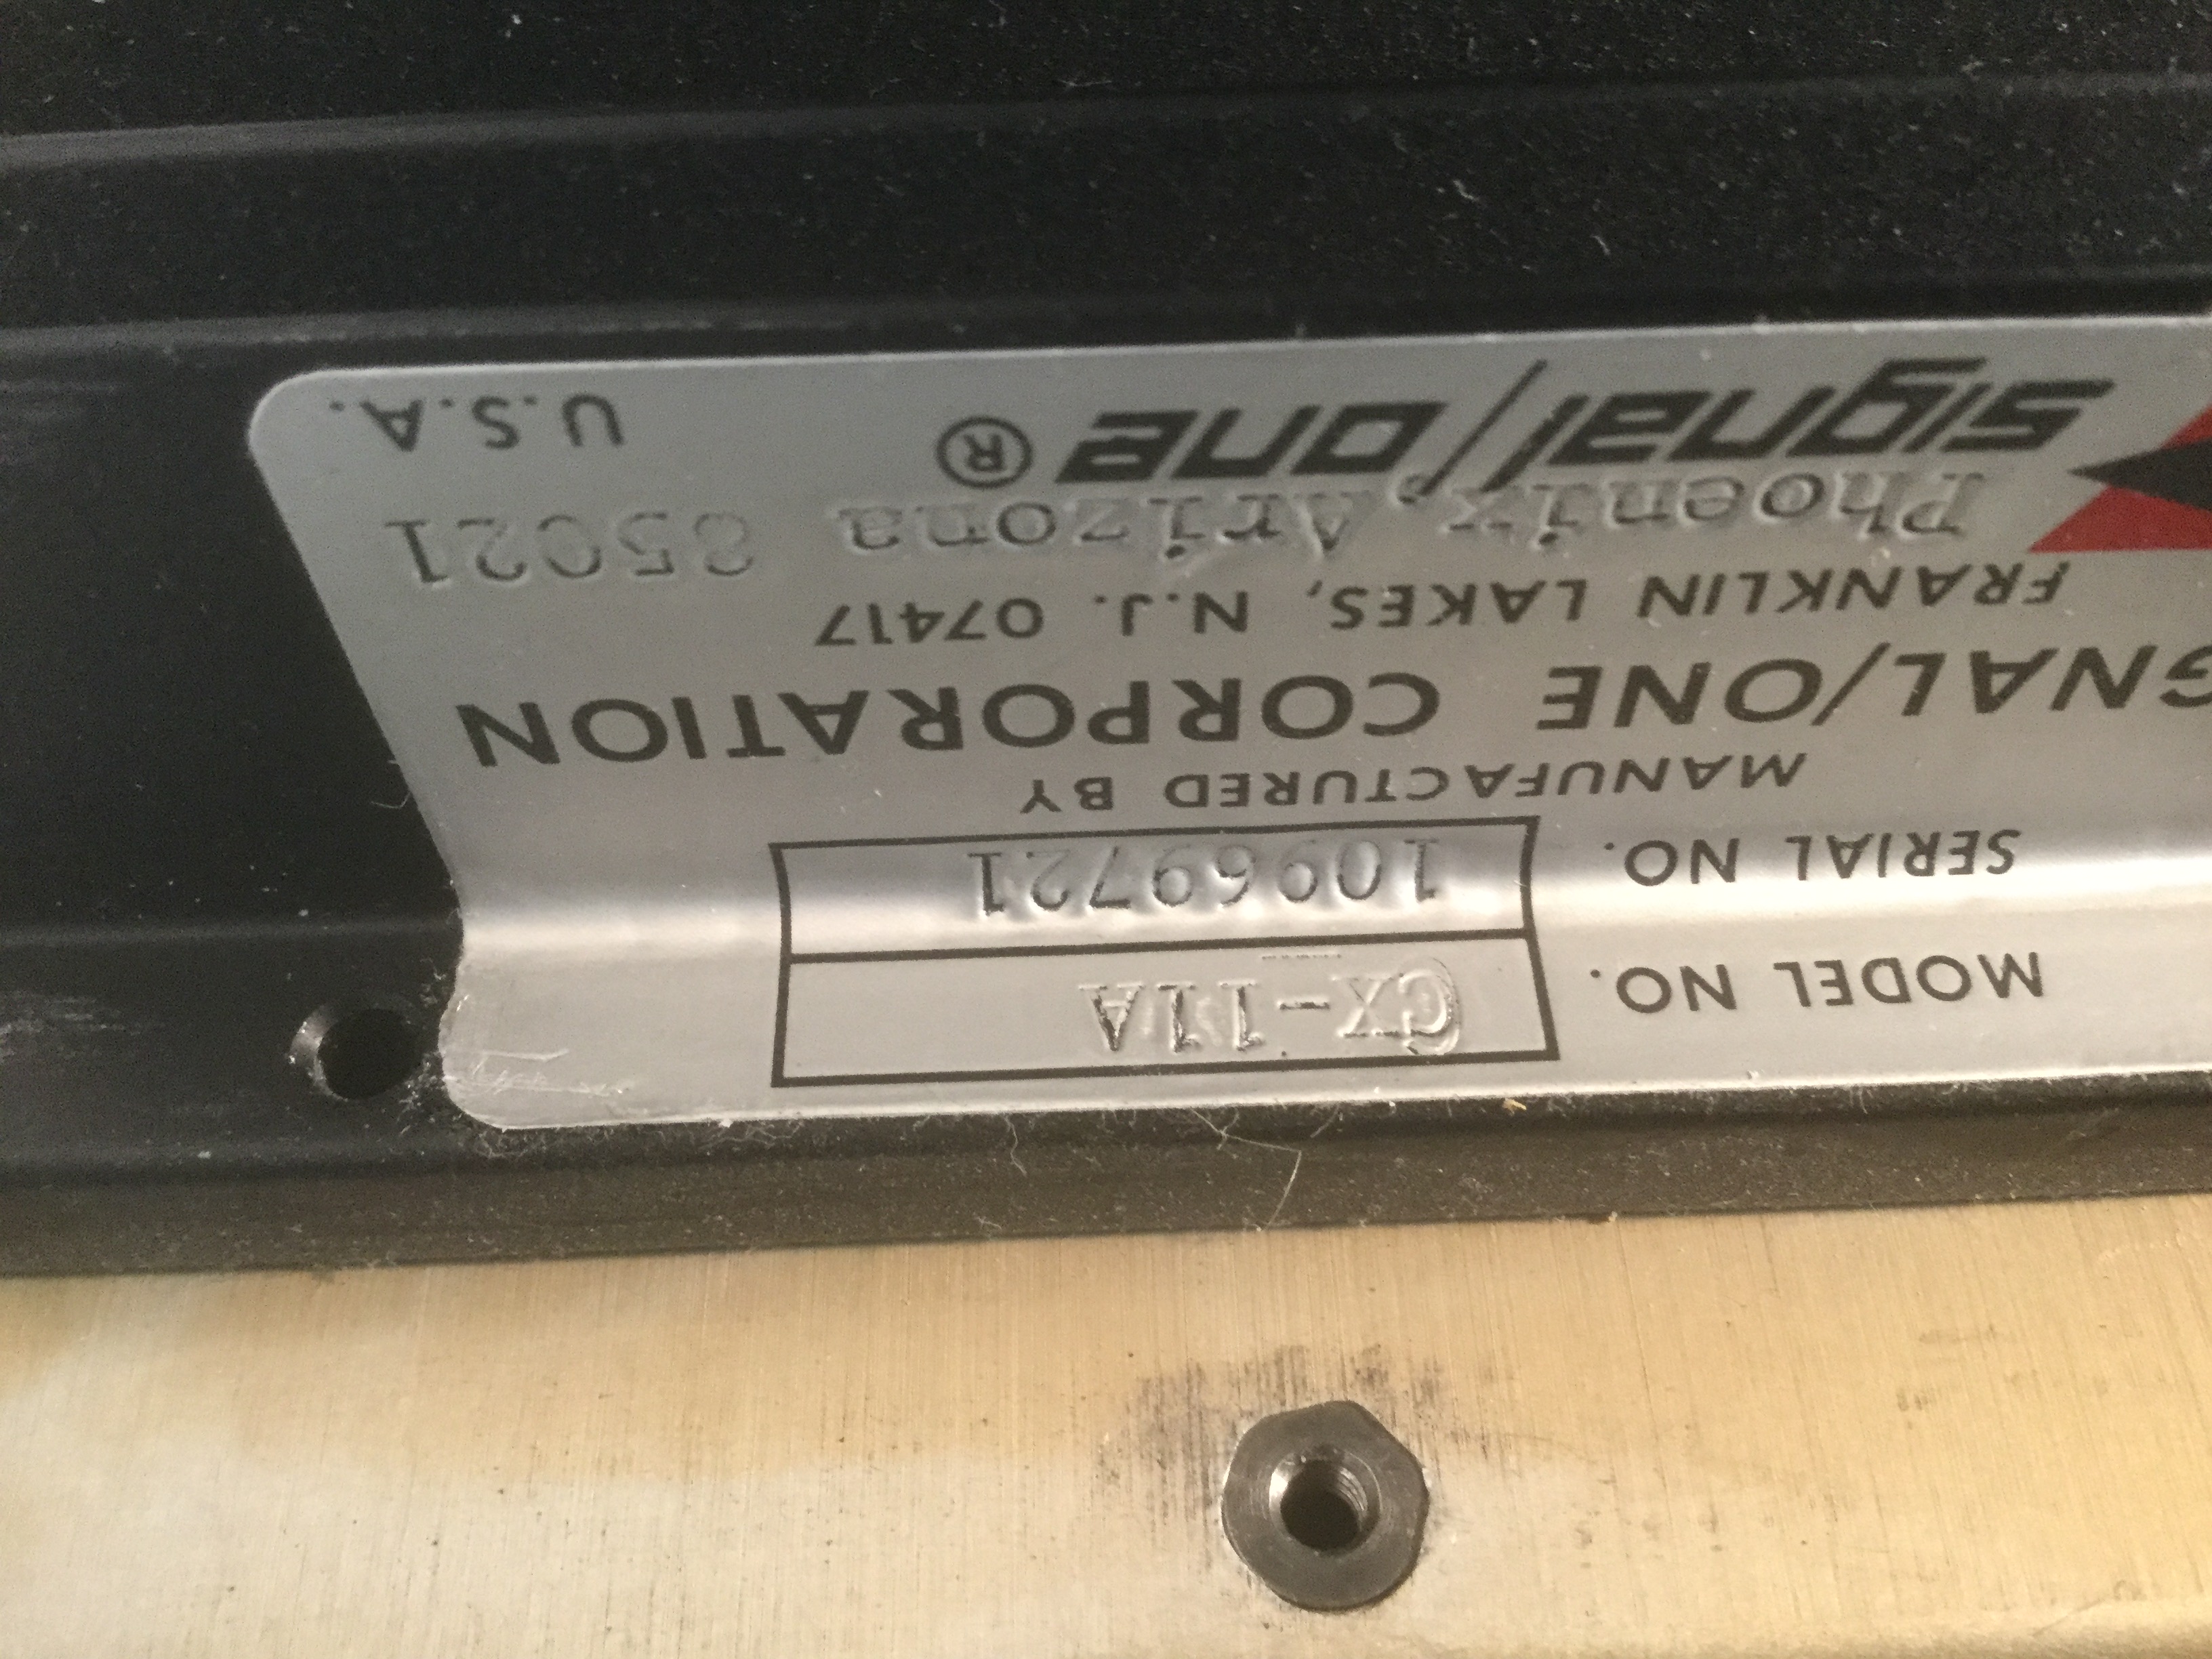 MODEL NO. CX-11A
SERIAL NO. 10969721
MANUFACTURED BY
GNAL/ONE CORPORATION
FRANKLIN LAKES, N.J. 07417
Phoenix, Arizona 85021
signal/one ® U.S.A.